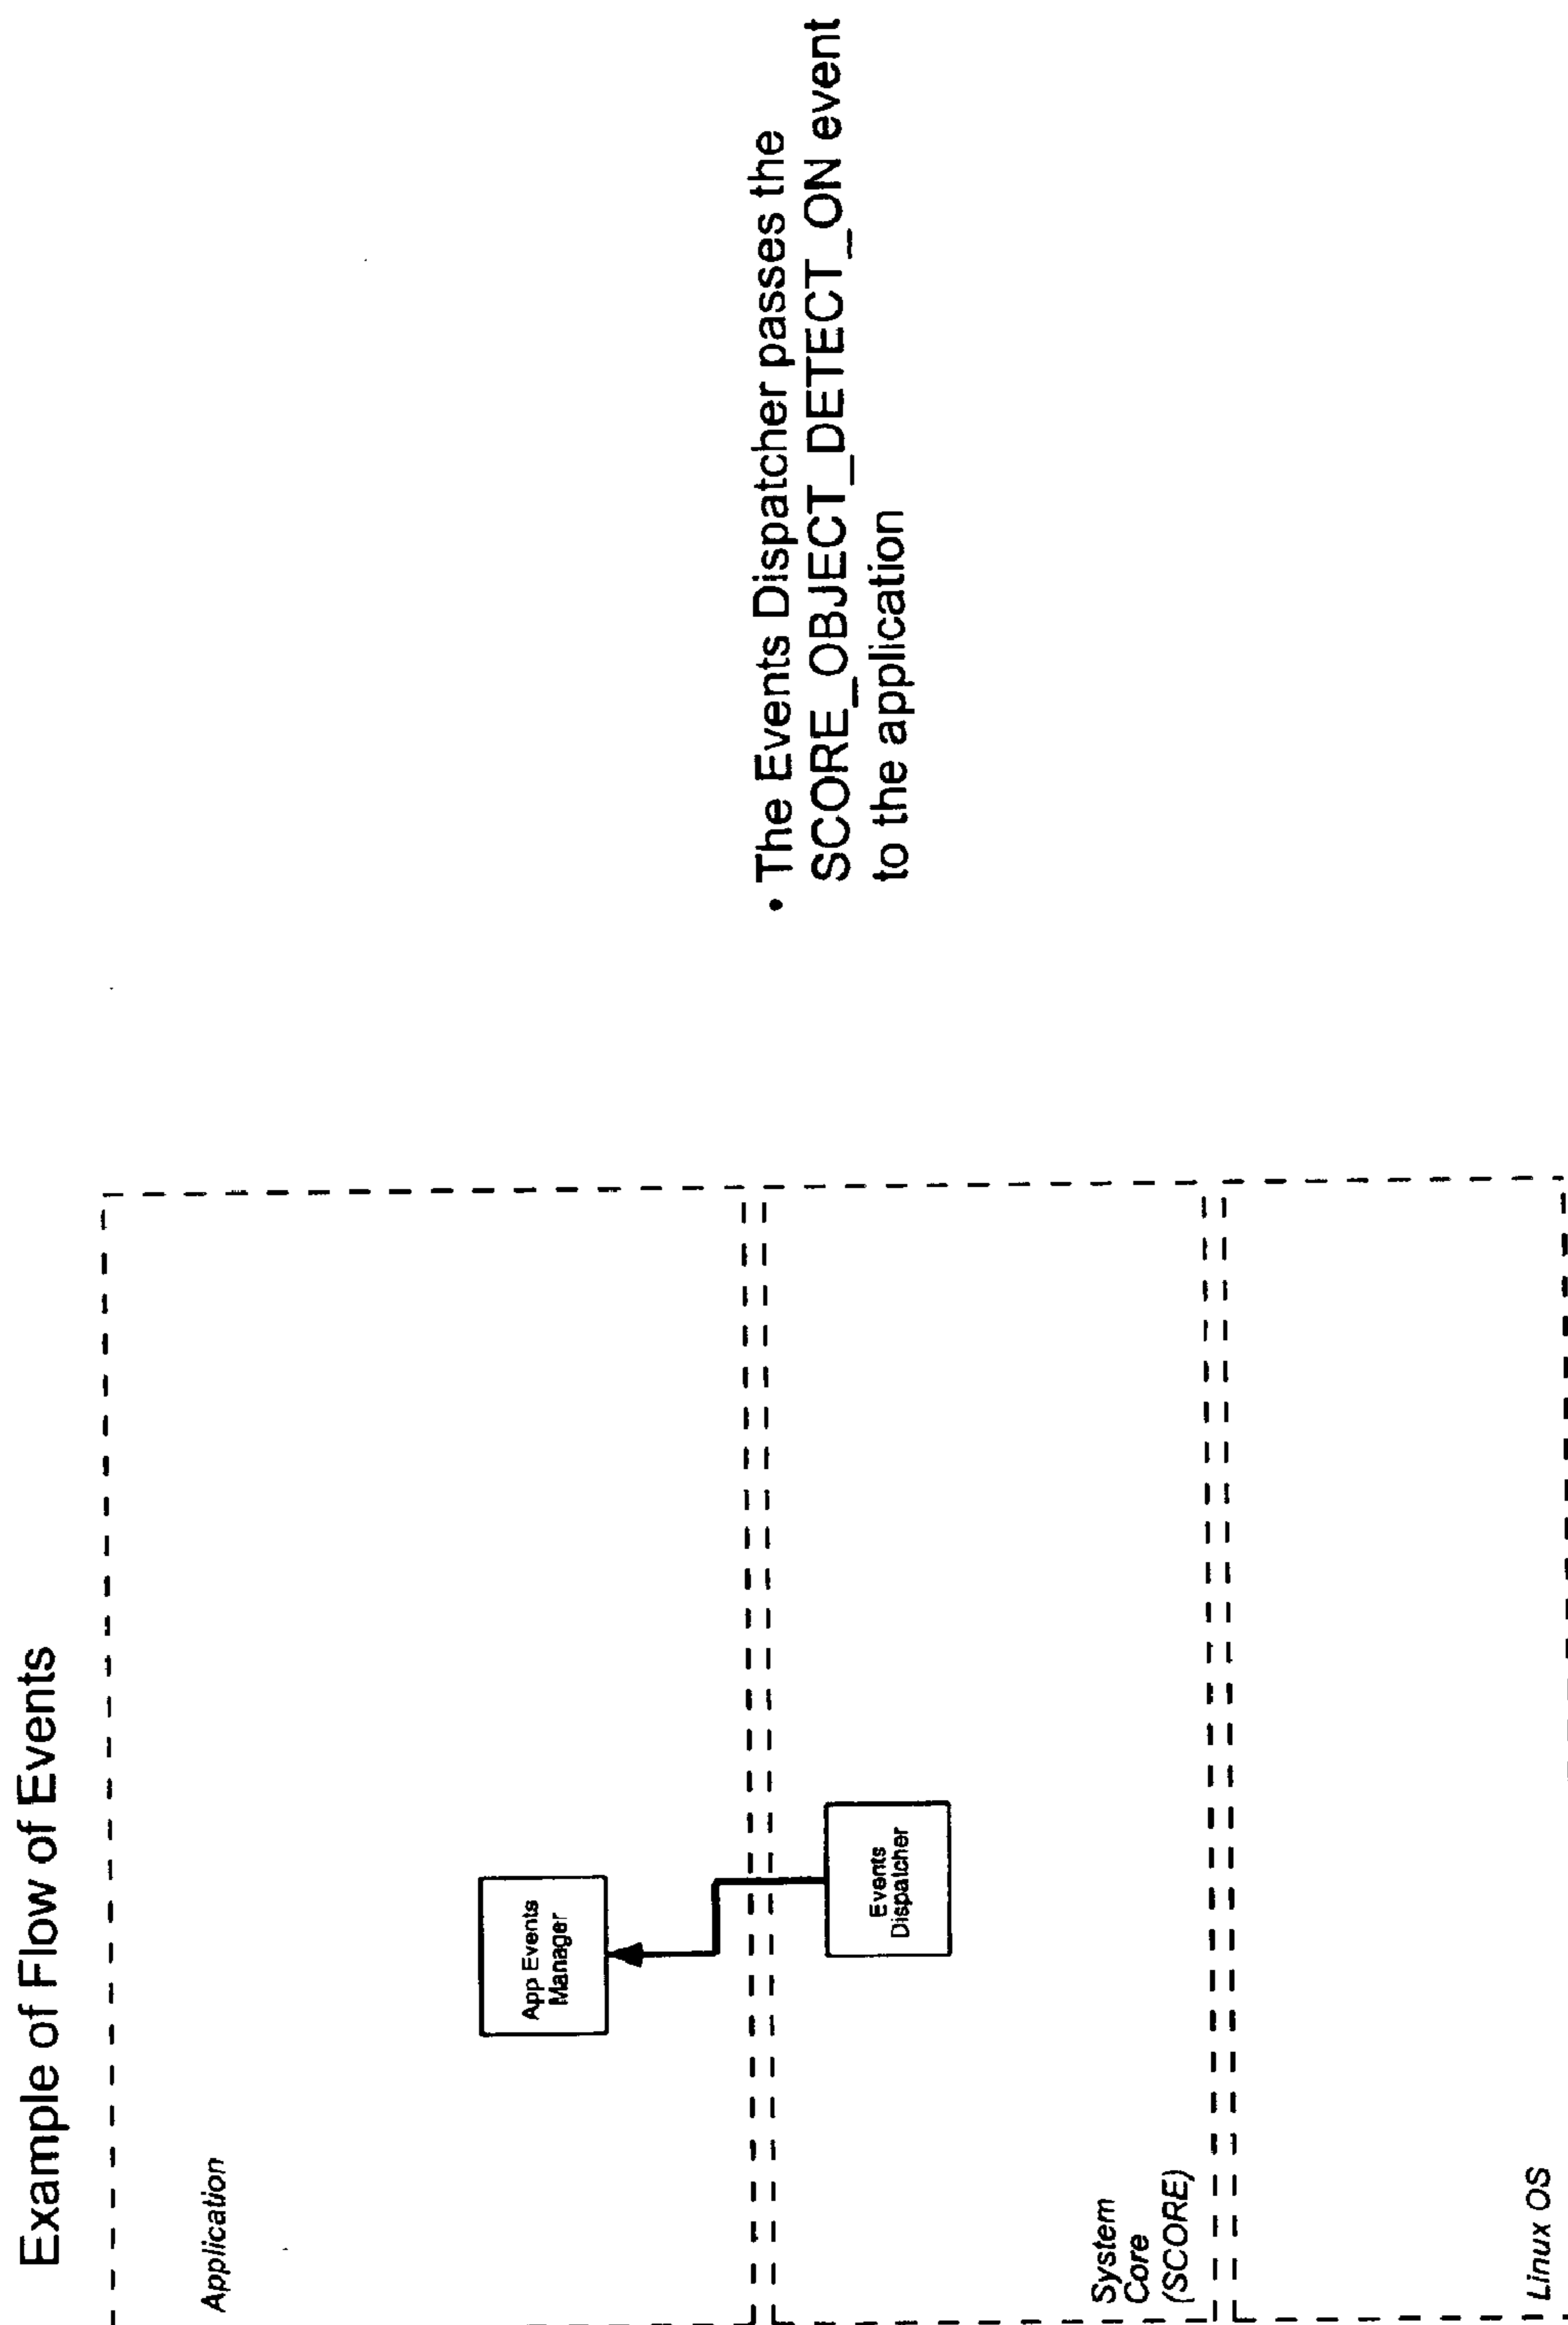 Example of Flow of Events
Application
App Events
Manager
Events
Dispatcher
System
Core
(SCORE)
Linux OS
• The Events Dispatcher passes the
SCORE_OBJECT_DETECT_ON event
to the application